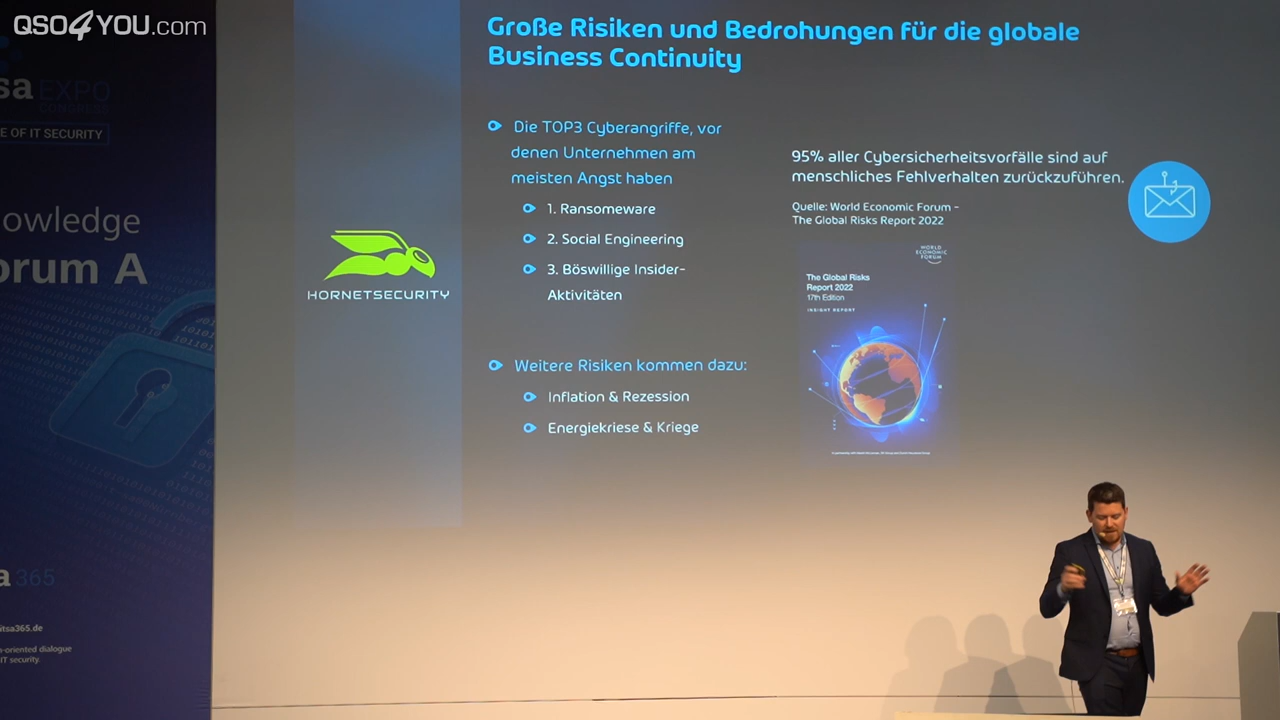 QSO4YOU.com
sa EXPO
CONGRESS
E OF IT SECURITY
owledge
orum A
a 365
itsa365.de
n-oriented dialogue
IT security.
HORNETSECURITY
Große Risiken und Bedrohungen für die globale
Business Continuity
Die TOP3 Cyberangriffe, vor
denen Unternehmen am
meisten Angst haben
1. Ransomeware
2. Social Engineering
3. Böswillige Insider-
Aktivitäten
Weitere Risiken kommen dazu:
Inflation & Rezession
Energiekriese & Kriege
95% aller Cybersicherheitsvorfälle sind auf
menschliches Fehlverhalten zurückzuführen.
Quelle: World Economic Forum –
The Global Risks Report 2022
WORLD
ECONOMIC
FORUM
The Global Risks
Report 2022
17th Edition
INSIGHT REPORT